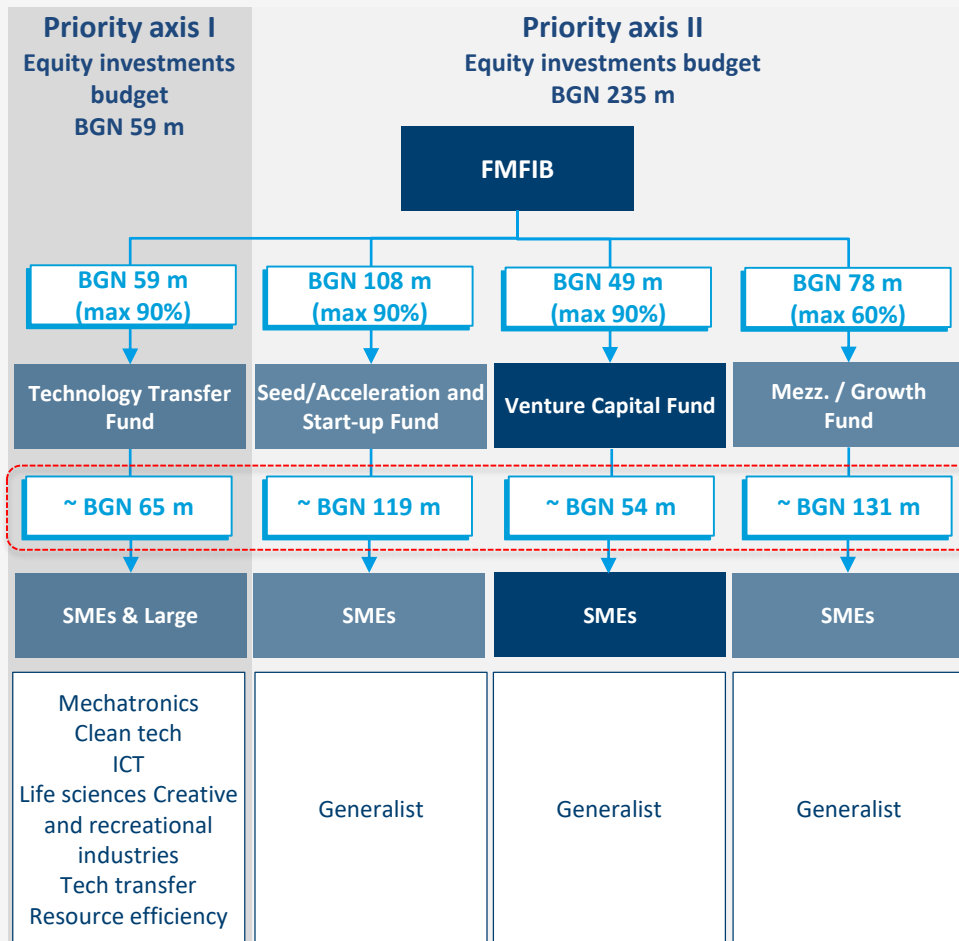 Priority axis I
Equity investments
budget
BGN 59 m
Priority axis II
Equity investments budget
BGN 235 m
FMFIB
BGN 59 m
(max 90%)
BGN 108 m
(max 90%)
BGN 49 m
(max 90%)
BGN 78 m
(max 60%)
Technology Transfer
Fund
Seed/Acceleration and
Start-up Fund
Venture Capital Fund
Mezz. / Growth
Fund
~ BGN 65 m
~ BGN 119 m
~ BGN 54 m
~ BGN 131 m
SMEs & Large
SMEs
SMEs
SMEs
Mechatronics
Clean tech
ICT
Life sciences Creative
and recreational
industries
Tech transfer
Resource efficiency
Generalist
Generalist
Generalist